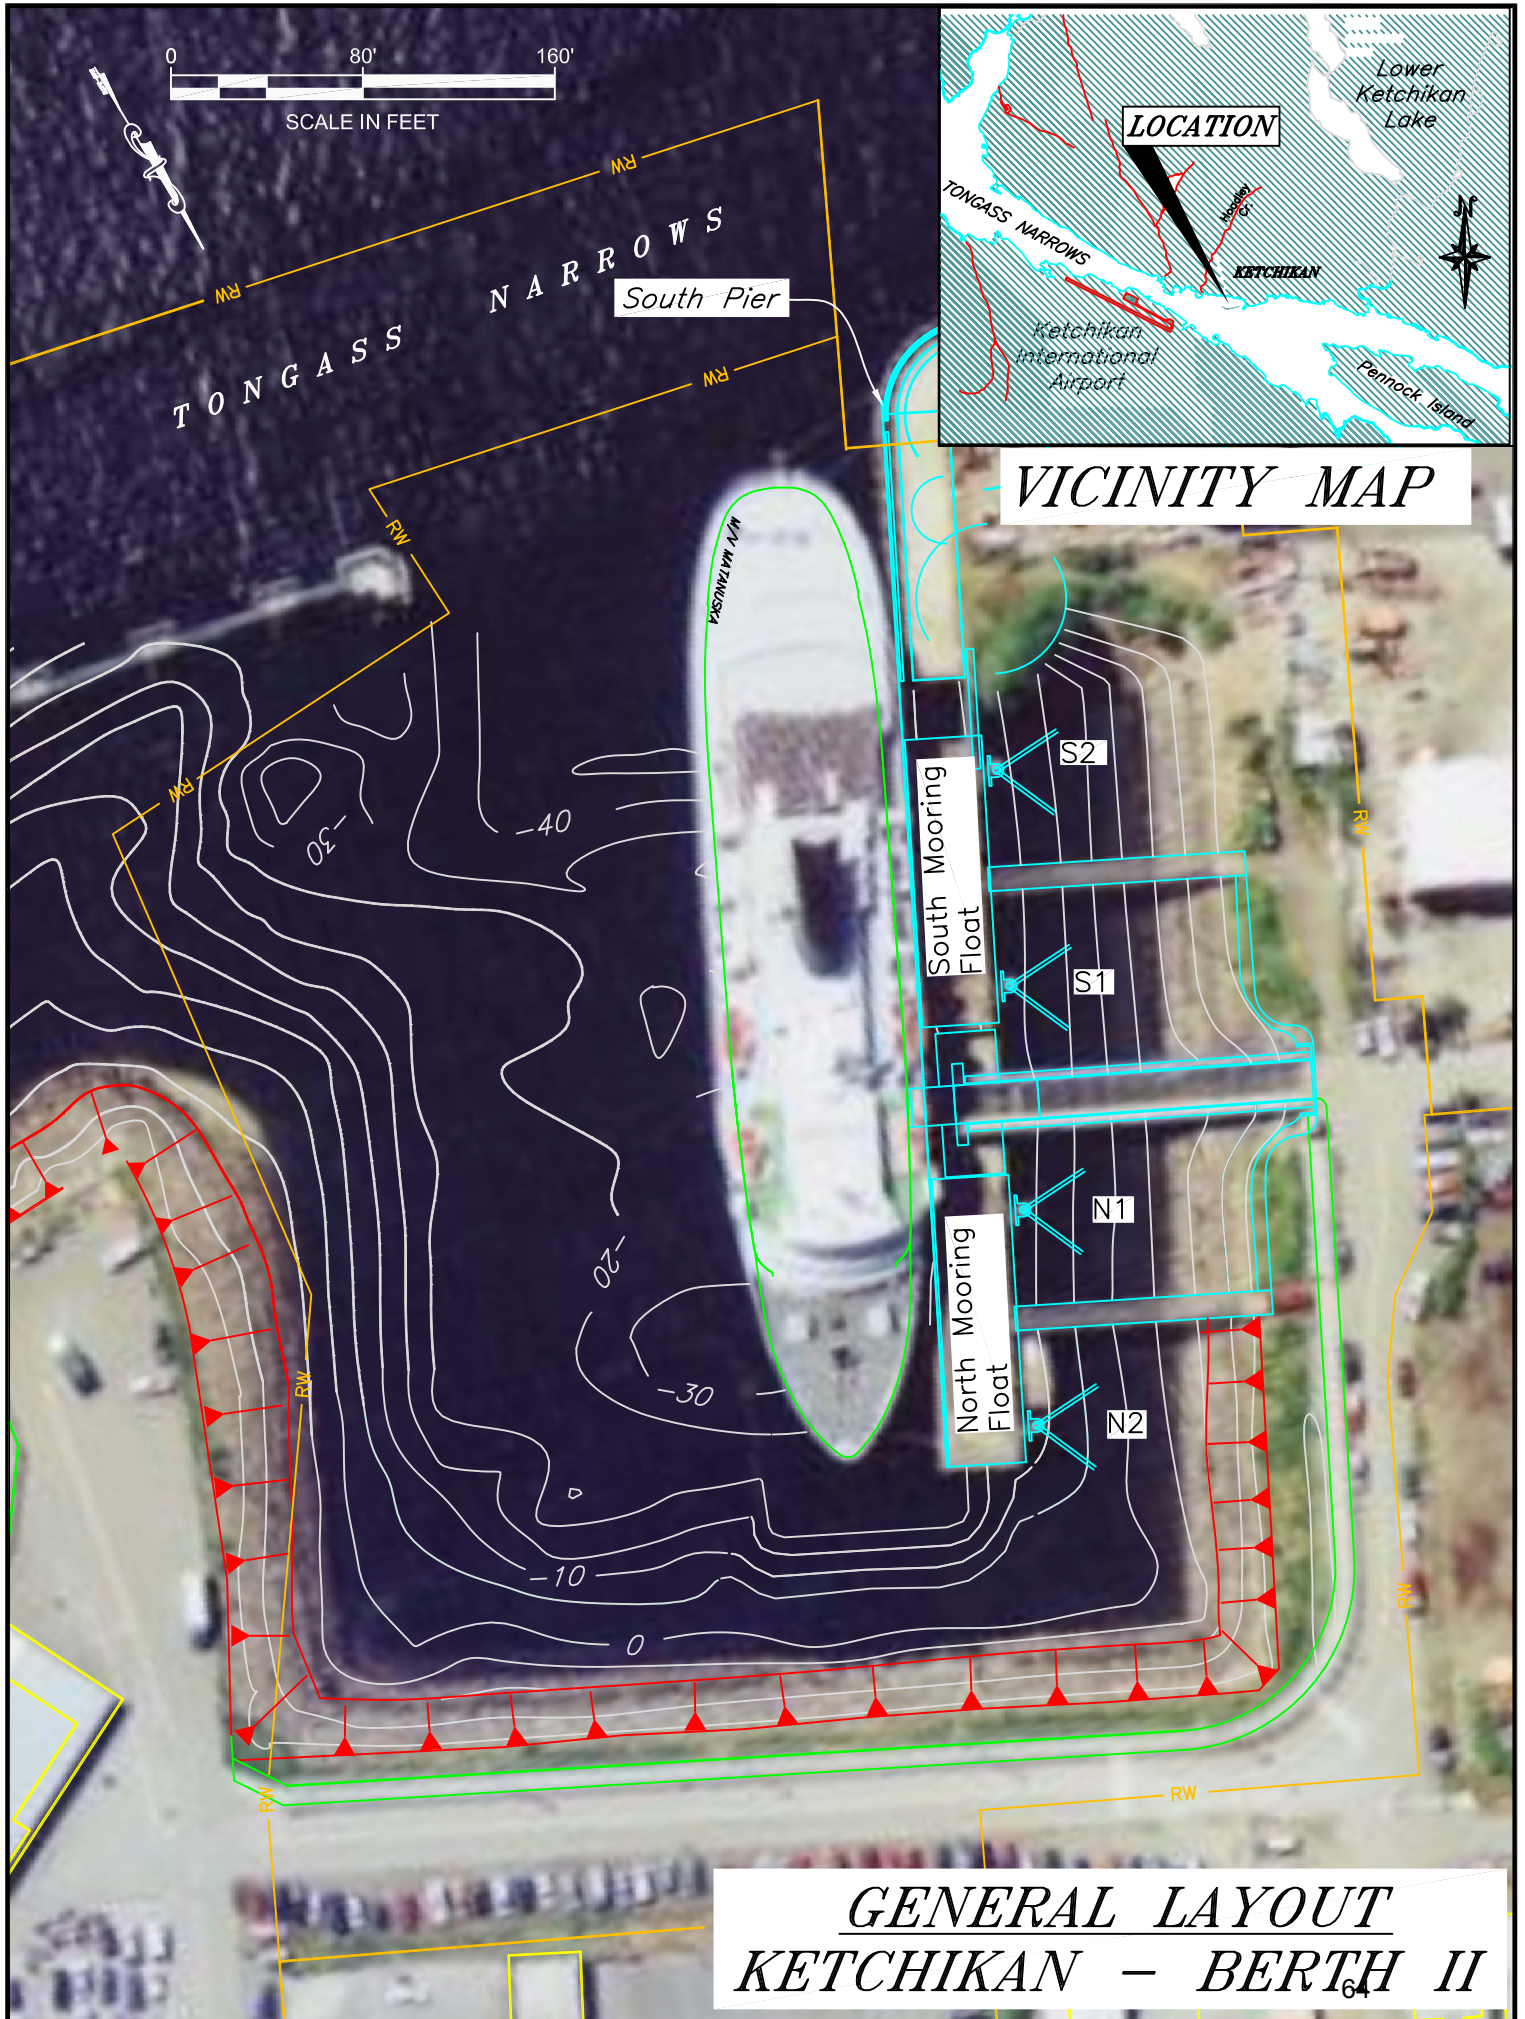 0 80' 160'
SCALE IN FEET
RW
RW
TONGASS NARROWS
South Pier
RW
RW
RW
M/V MATANUSKA
LOCATION
Lower
Ketchikan
Lake
TONGASS NARROWS
Hoadley
Cr.
N
KETCHIKAN
Ketchikan
International
Airport
Pennock Island
VICINITY MAP
S2
-40
-30
RW
South Mooring
Float
S1
N1
-20
North Mooring
Float
-30
N2
RW
-10
RW
0
RW
RW
GENERAL LAYOUT
KETCHIKAN - BERTH II
64